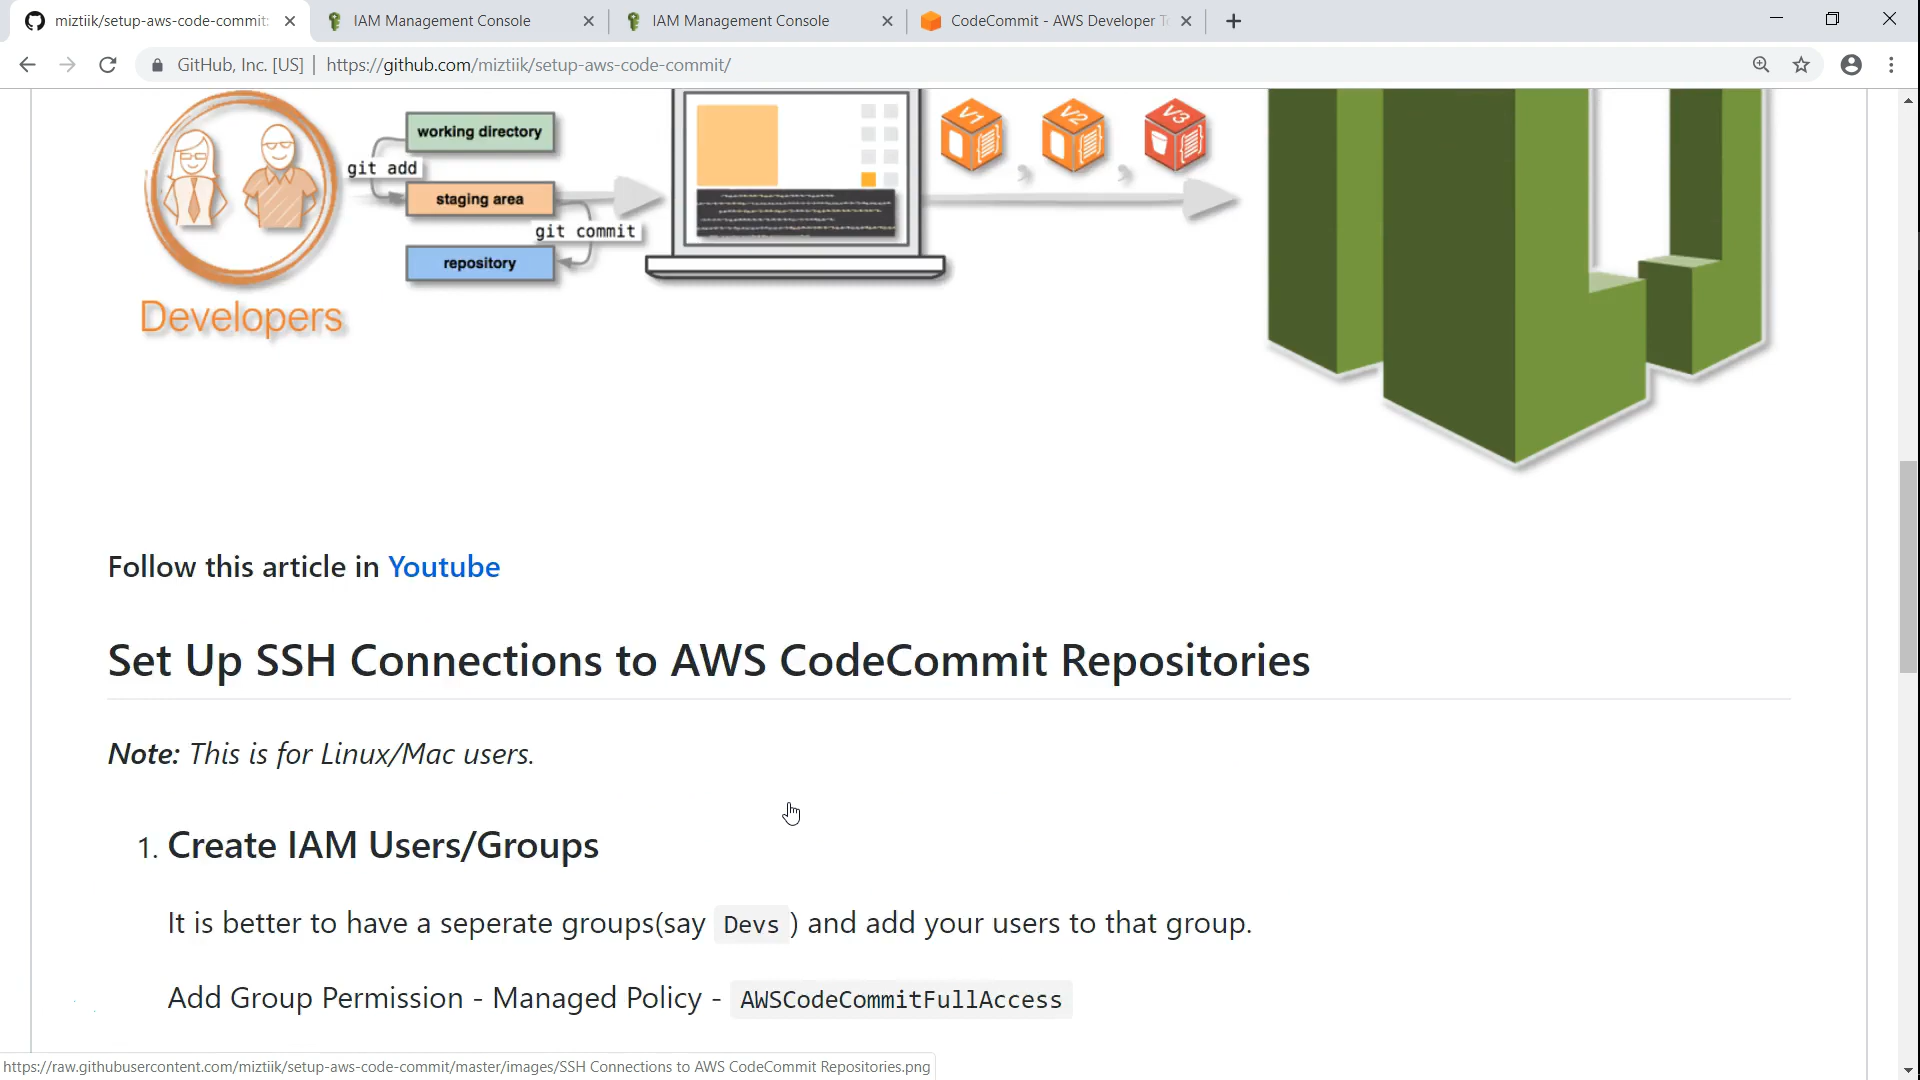 miztiik/setup-aws-code-commit:
IAM Management Console
IAM Management Console
CodeCommit - AWS Developer To
GitHub, Inc. [US]
https://github.com/miztiik/setup-aws-code-commit/
working directory
git add
staging area
git commit
repository
Developers
V1
V2
V3
Follow this article in Youtube
Set Up SSH Connections to AWS CodeCommit Repositories
Note: This is for Linux/Mac users.
1. Create IAM Users/Groups
It is better to have a seperate groups(say Devs ) and add your users to that group.
Add Group Permission - Managed Policy - AWSCodeCommitFullAccess
https://raw.githubusercontent.com/miztiik/setup-aws-code-commit/master/images/SSH Connections to AWS CodeCommit Repositories.png